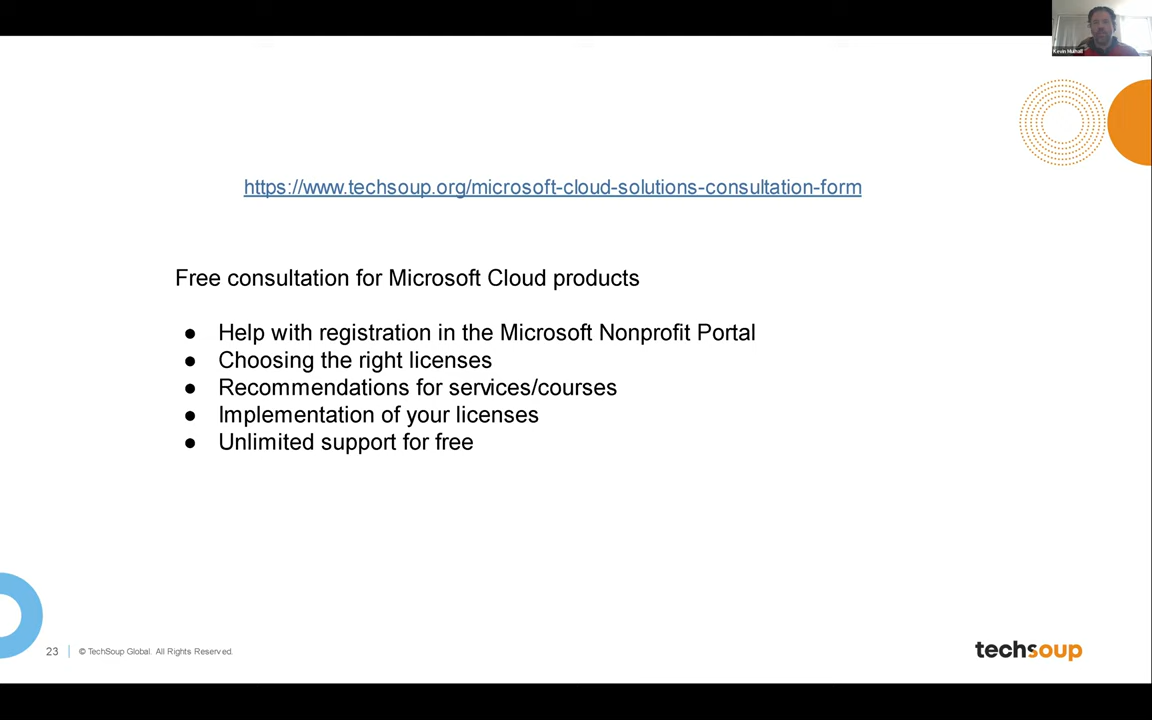 Kevin Mulhall
https://www.techsoup.org/microsoft-cloud-solutions-consultation-form
Free consultation for Microsoft Cloud products
● Help with registration in the Microsoft Nonprofit Portal
● Choosing the right licenses
● Recommendations for services/courses
● Implementation of your licenses
● Unlimited support for free
23
© TechSoup Global. All Rights Reserved.
techsoup